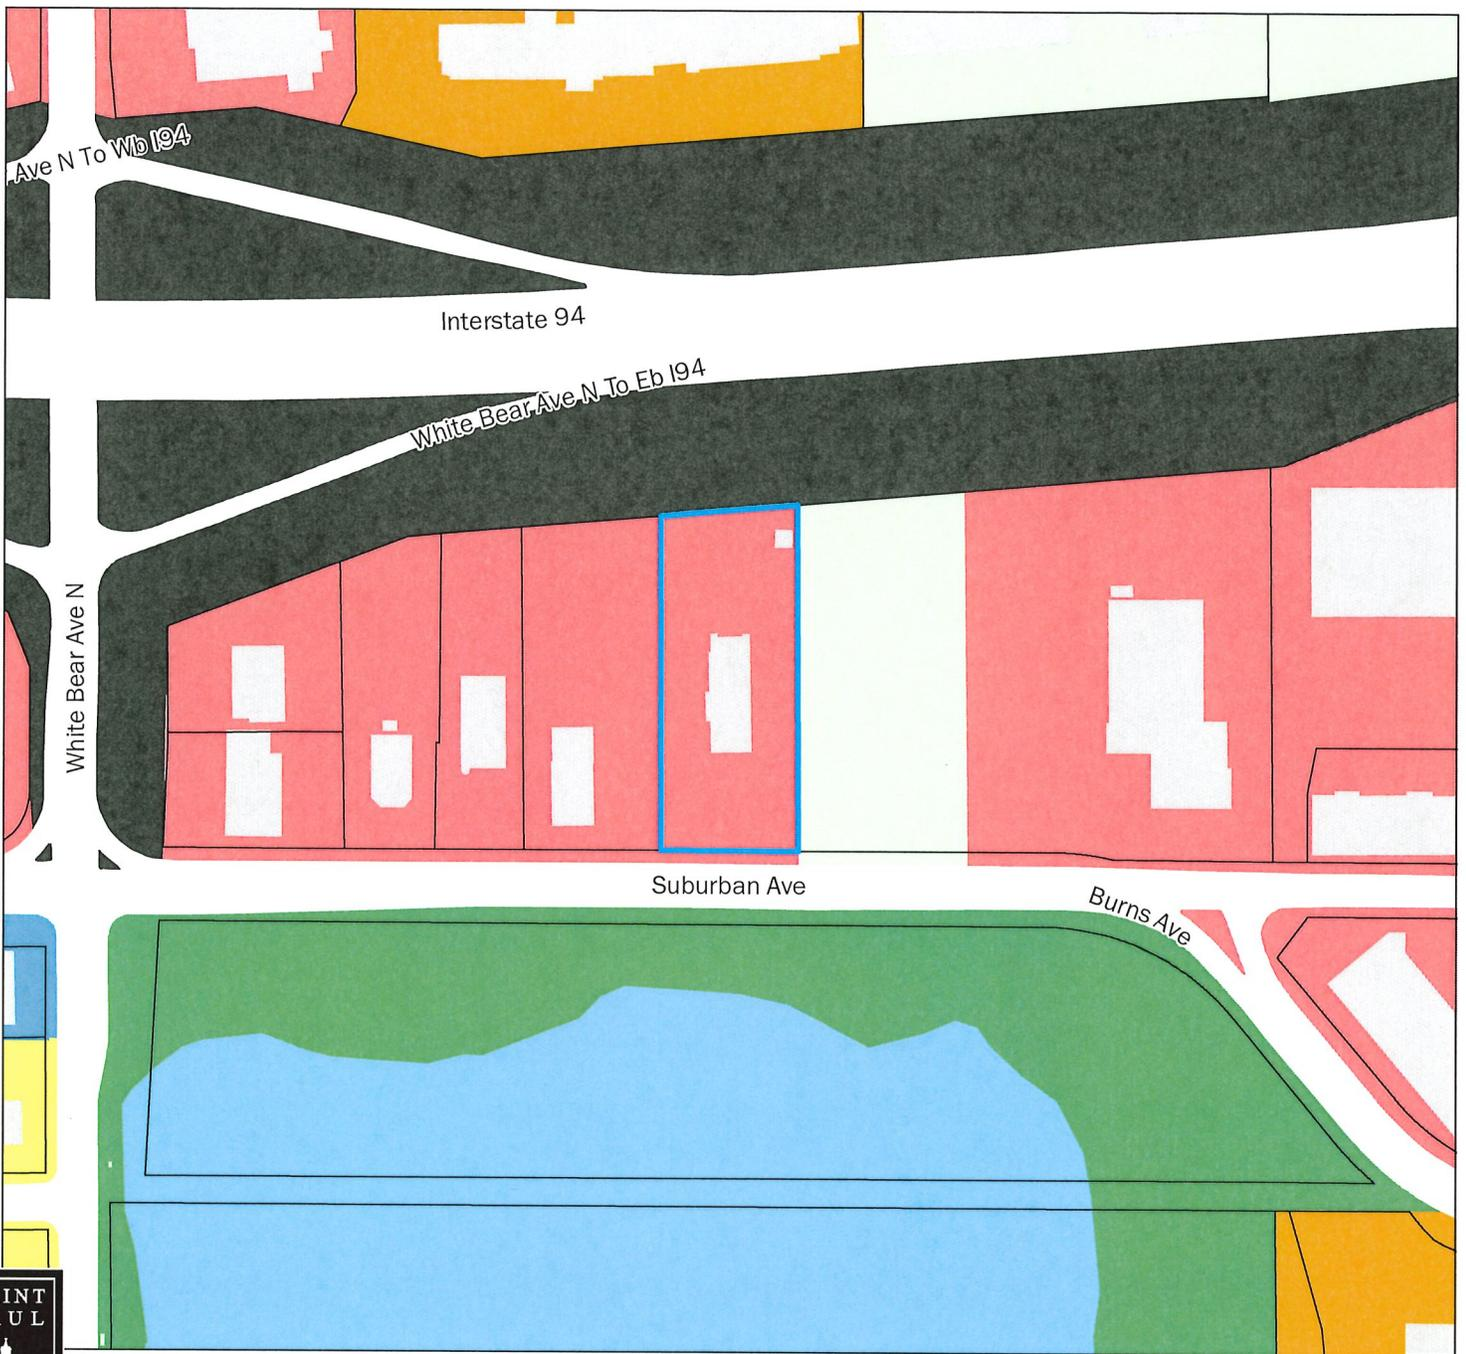 Ave N To Wb I94
Interstate 94
White Bear Ave N To Eb I94
White Bear Ave N
Suburban Ave
Burns Ave
INT
UL